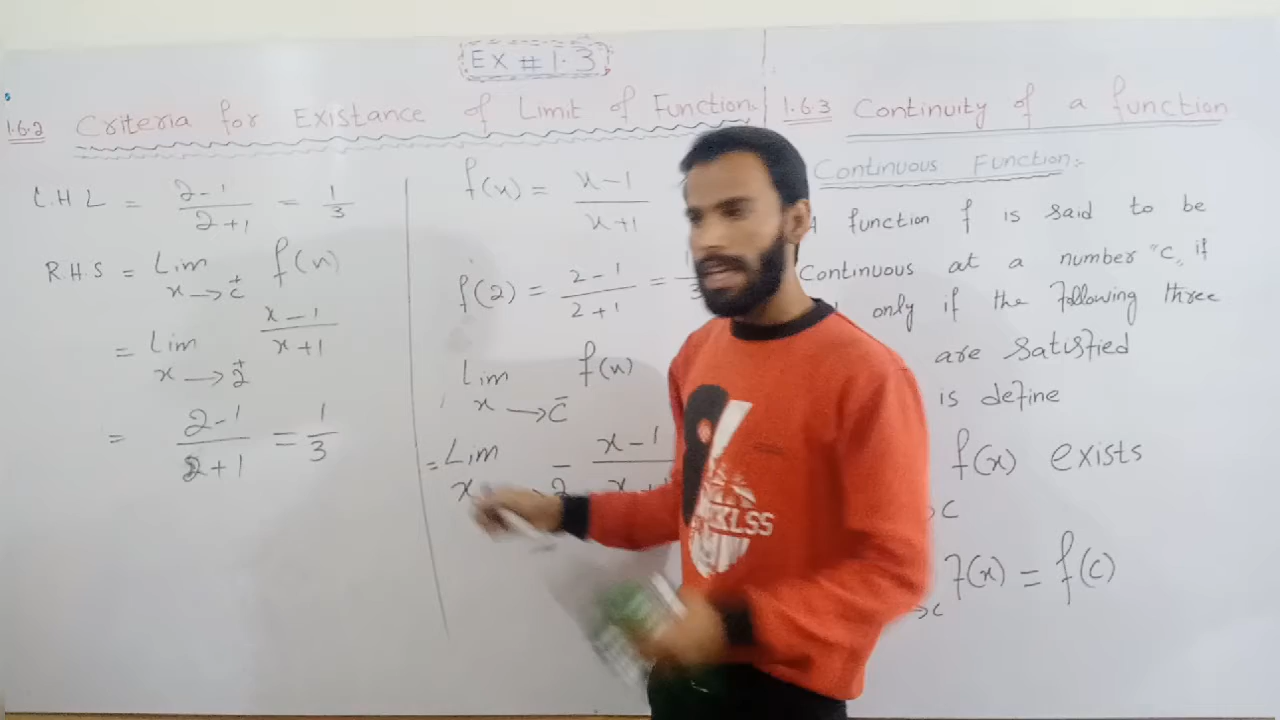 EX # 1.3
1.6.2 Criteria for Existance of Limit of Function:
L.H.L = 2-1/2+1 = 1/3
R.H.S = Lim x→c⁺ f(x)
= Lim x→2⁺ x-1/x+1
= 2-1/2+1 = 1/3
f(x) = x-1/x+1
f(2) = 2-1/2+1 =
Lim x→c⁻ f(x)
= Lim x 2⁻ x-1/x+1
1.6.3 Continuity of a function
Continuous Function:-
A function f is said to be
Continuous at a number "c" if
only if the following three
are satisfied
is define
f(x) exists
→c
f(x) = f(c)
→c
KLSS